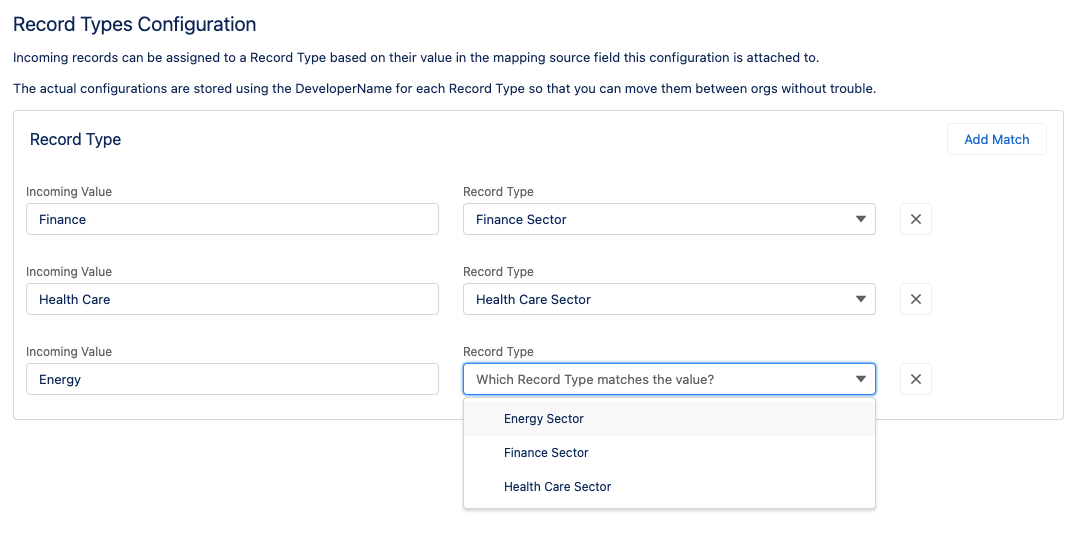 Record Types Configuration
Incoming records can be assigned to a Record Type based on their value in the mapping source field this configuration is attached to.
The actual configurations are stored using the DeveloperName for each Record Type so that you can move them between orgs without trouble.
Record Type
Add Match
Incoming Value
Record Type
Finance
Finance Sector
Incoming Value
Record Type
Health Care
Health Care Sector
Incoming Value
Record Type
Energy
Which Record Type matches the value?
Energy Sector
Finance Sector
Health Care Sector